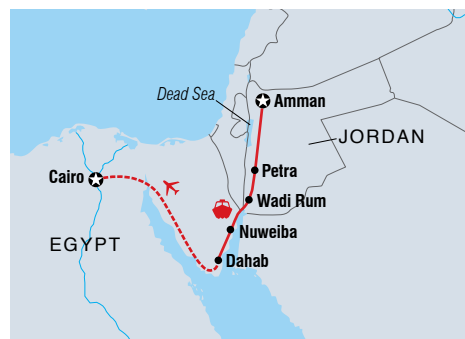 Dead Sea
Amman
JORDAN
Petra
Cairo
Wadi Rum
Nuweiba
EGYPT
Dahab